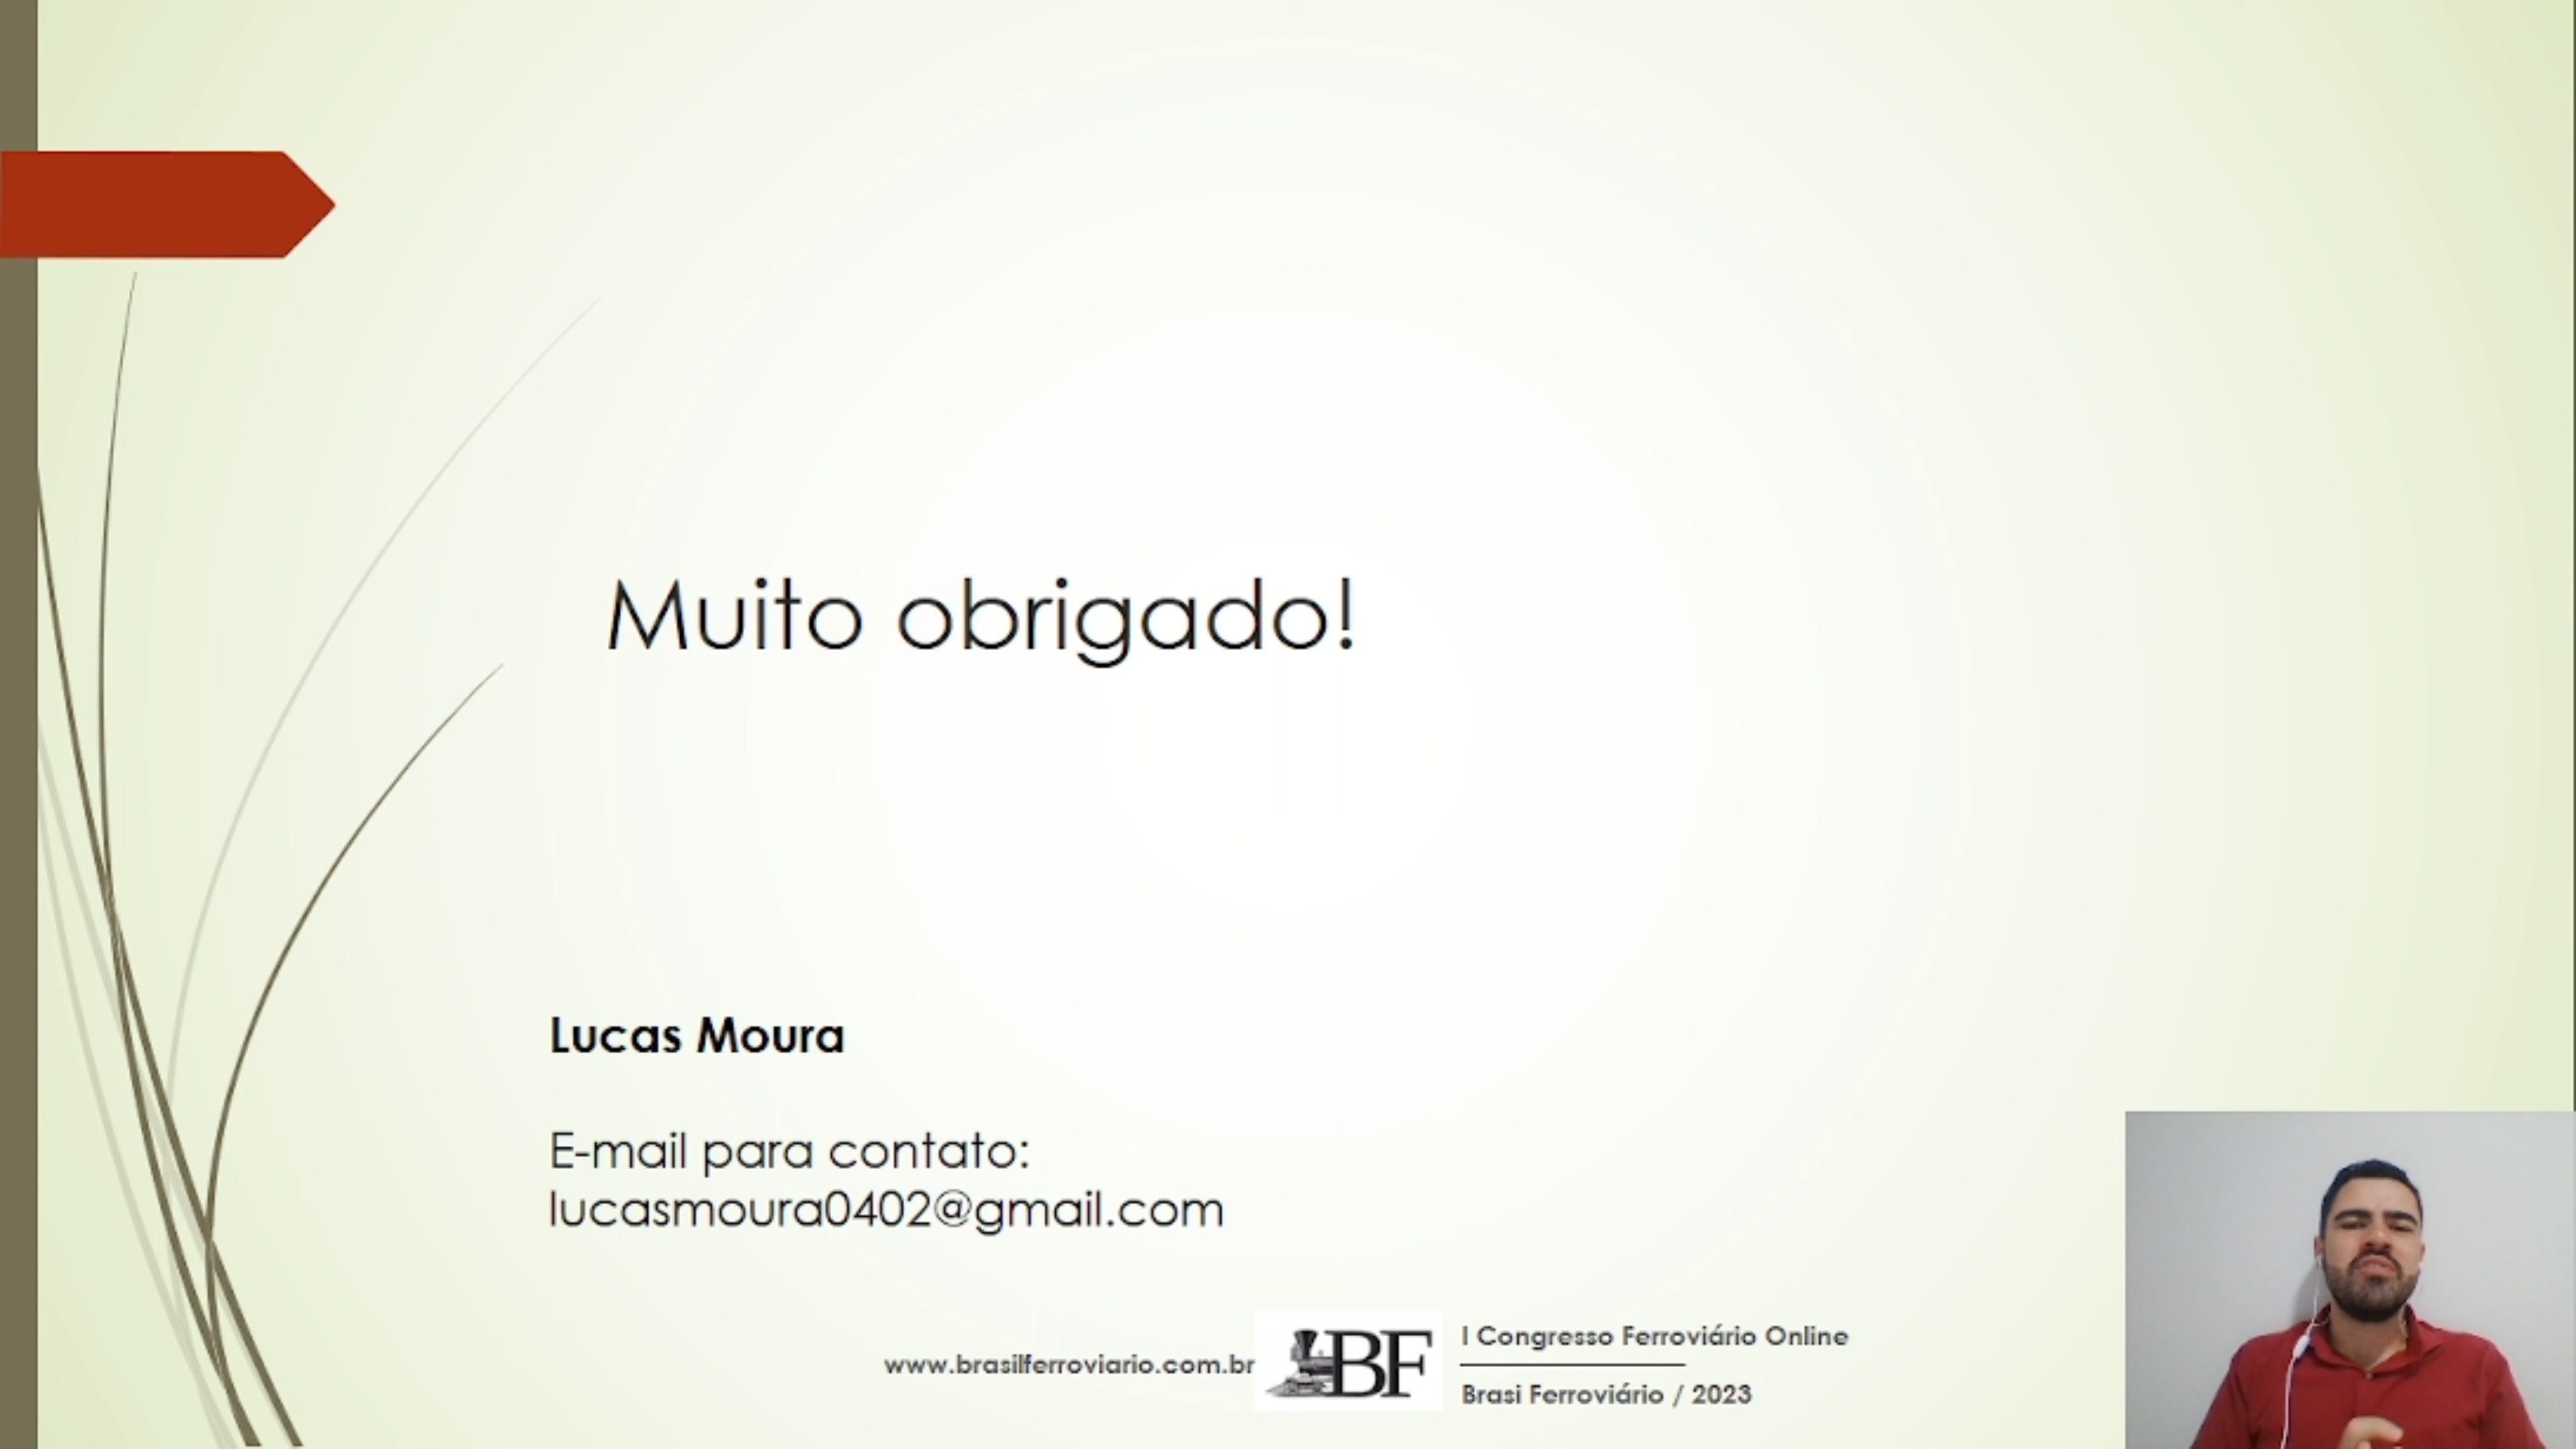 Muito obrigado!
Lucas Moura
E-mail para contato:
lucasmoura0402@gmail.com
www.brasilferroviario.com.br
BF
I Congresso Ferroviário Online
Brasi Ferroviário / 2023